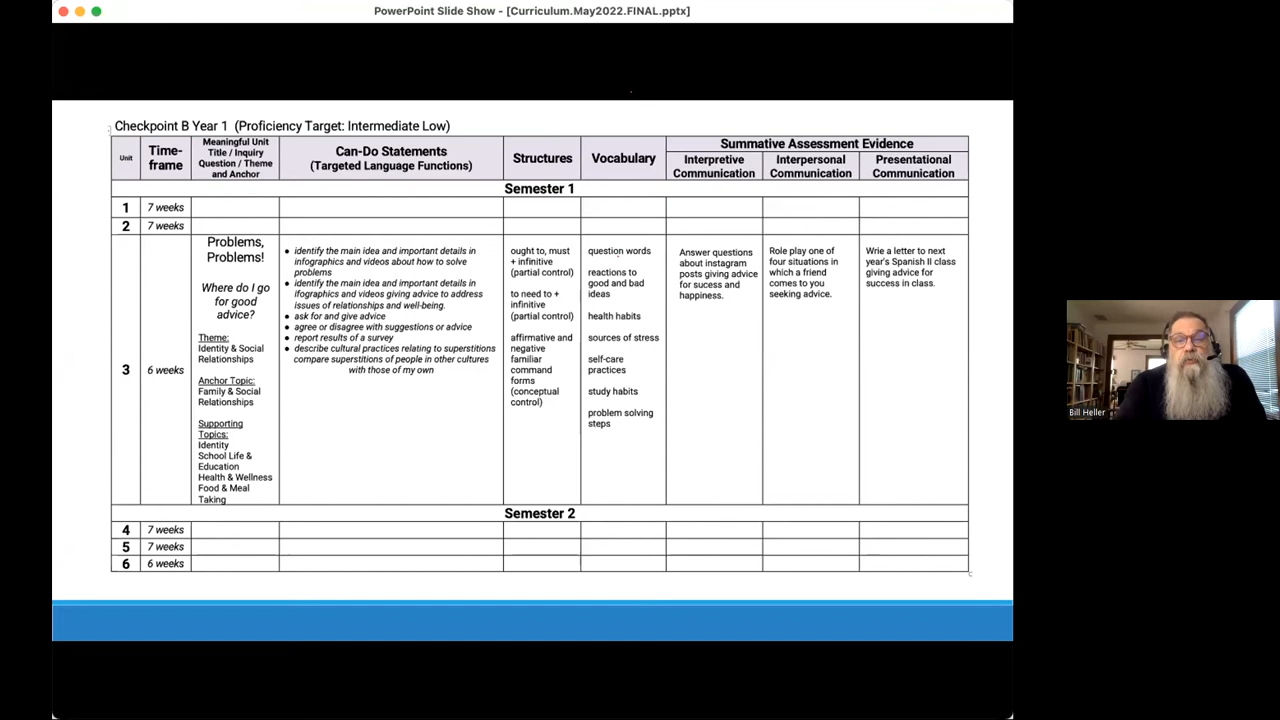 PowerPoint Slide Show - [Curriculum.May2022.FINAL.pptx]
Checkpoint B Year 1 (Proficiency Target: Intermediate Low)
Unit
Time-
frame
Meaningful Unit
Title / Inquiry
Question / Theme
and Anchor
Can-Do Statements
(Targeted Language Functions)
Structures
Vocabulary
Summative Assessment Evidence
Interpretive
Communication
Interpersonal
Communication
Presentational
Communication
Semester 1
1
7 weeks
2
7 weeks
3
6 weeks
Problems,
Problems!
Where do I go
for good
advice?
Theme:
Identity & Social
Relationships
Anchor Topic:
Family & Social
Relationships
Supporting
Topics:
Identity
School Life &
Education
Health & Wellness
Food & Meal
Taking
● identify the main idea and important details in
infographics and videos about how to solve
problems
● identify the main idea and important details in
ifographics and videos giving advice to address
issues of relationships and well-being.
● ask for and give advice
● agree or disagree with suggestions or advice
● report results of a survey
● describe cultural practices relating to superstitions
compare superstitions of people in other cultures
with those of my own
ought to, must
+ infinitive
(partial control)
to need to +
infinitive
(partial control)
affirmative and
negative
familiar
command
forms
(conceptual
control)
question words
reactions to
good and bad
ideas
health habits
sources of stress
self-care
practices
study habits
problem solving
steps
Answer questions
about instagram
posts giving advice
for sucess and
happiness.
Role play one of
four situations in
which a friend
comes to you
seeking advice.
Wrie a letter to next
year's Spanish II class
giving advice for
success in class.
Semester 2
4
7 weeks
5
7 weeks
6
6 weeks
Bill Heller